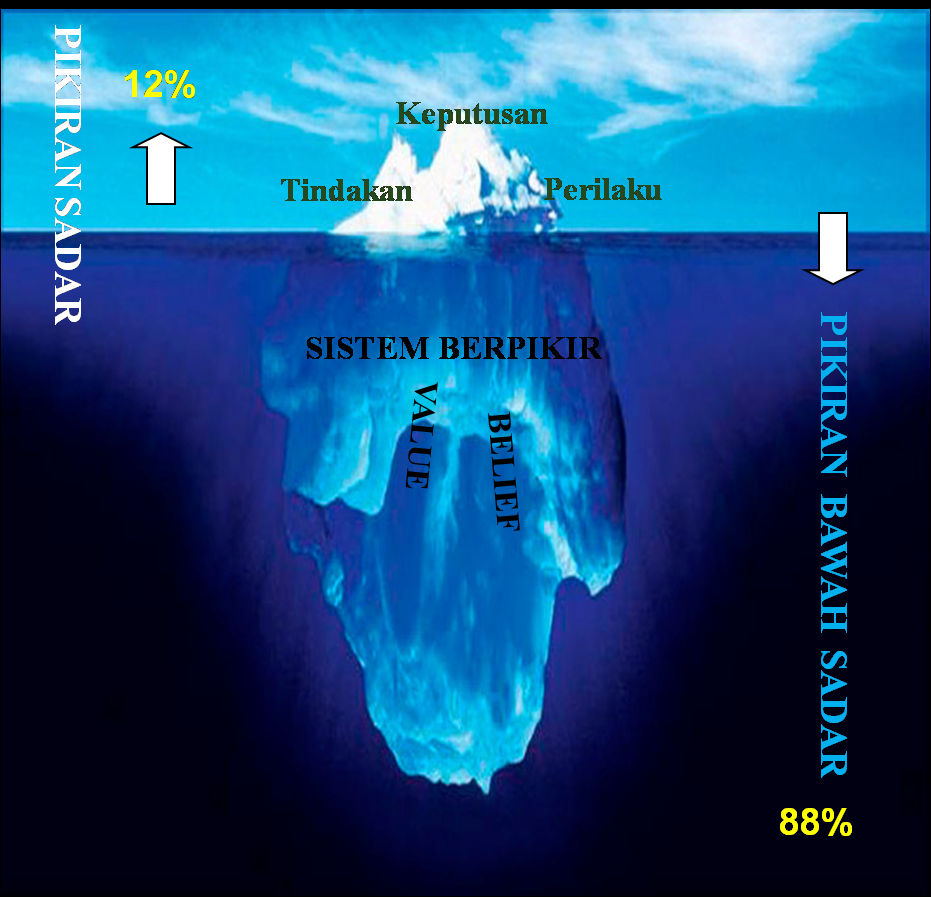 PIKIRAN SADAR
12%
Keputusan
Tindakan
Perilaku
SISTEM BERPIKIR
VALUE
BELIEF
PIKIRAN BAWAH SADAR
88%